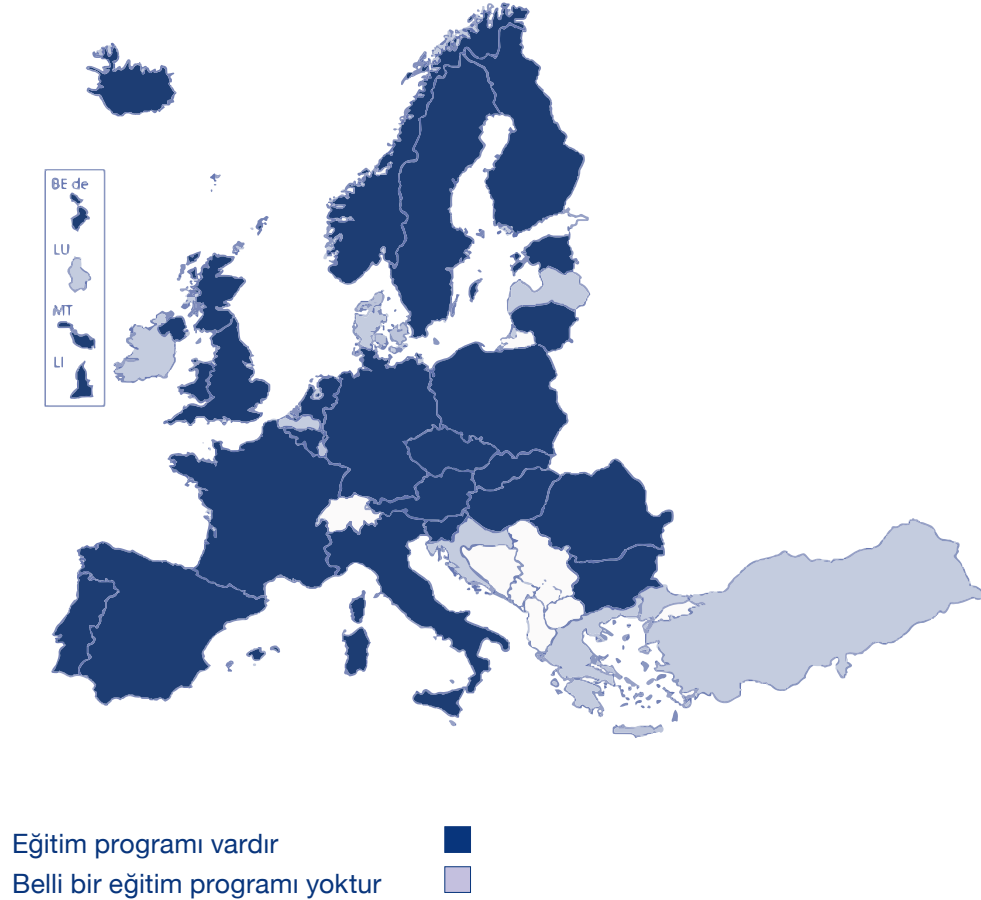 BE de
LU
MT
LI
Eğitim programı vardır
Belli bir eğitim programı yoktur